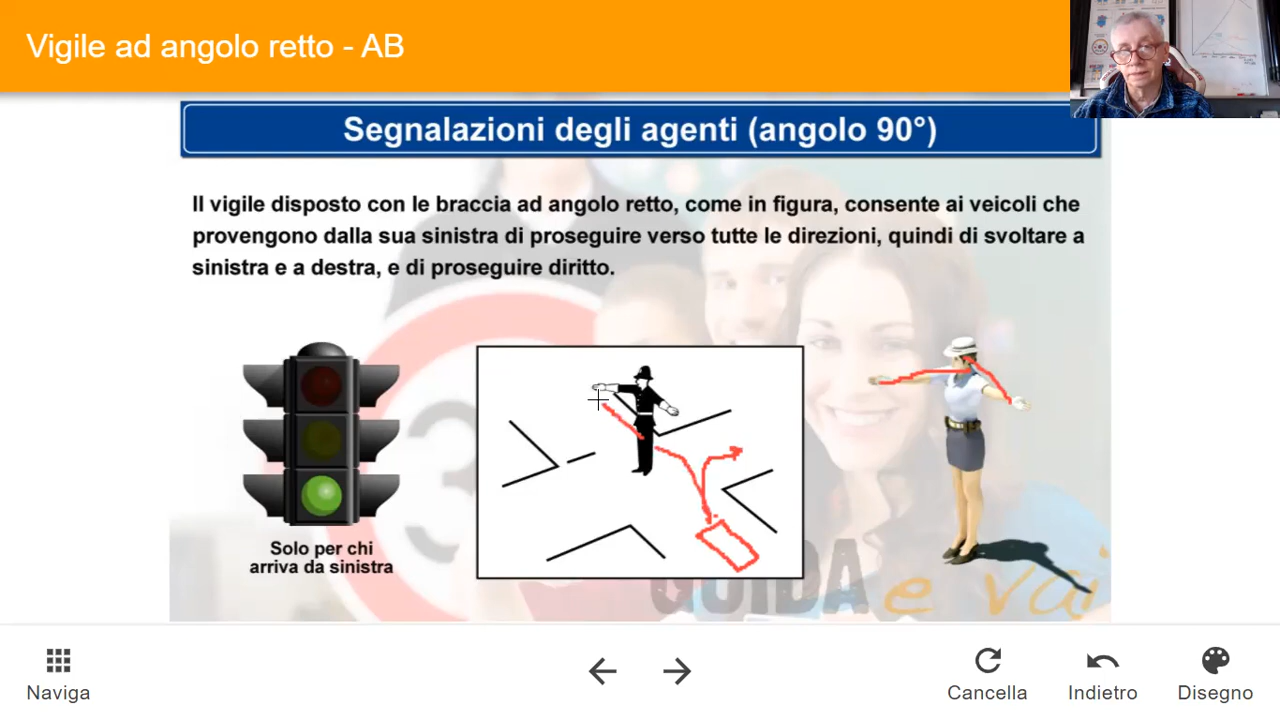 Vigile ad angolo retto - AB
Segnalazioni degli agenti (angolo 90°)
Il vigile disposto con le braccia ad angolo retto, come in figura, consente ai veicoli che
provengono dalla sua sinistra di proseguire verso tutte le direzioni, quindi di svoltare a
sinistra e a destra, e di proseguire diritto.
Solo per chi
arriva da sinistra
GUIDA e vai
Naviga
Cancella
Indietro
Disegno